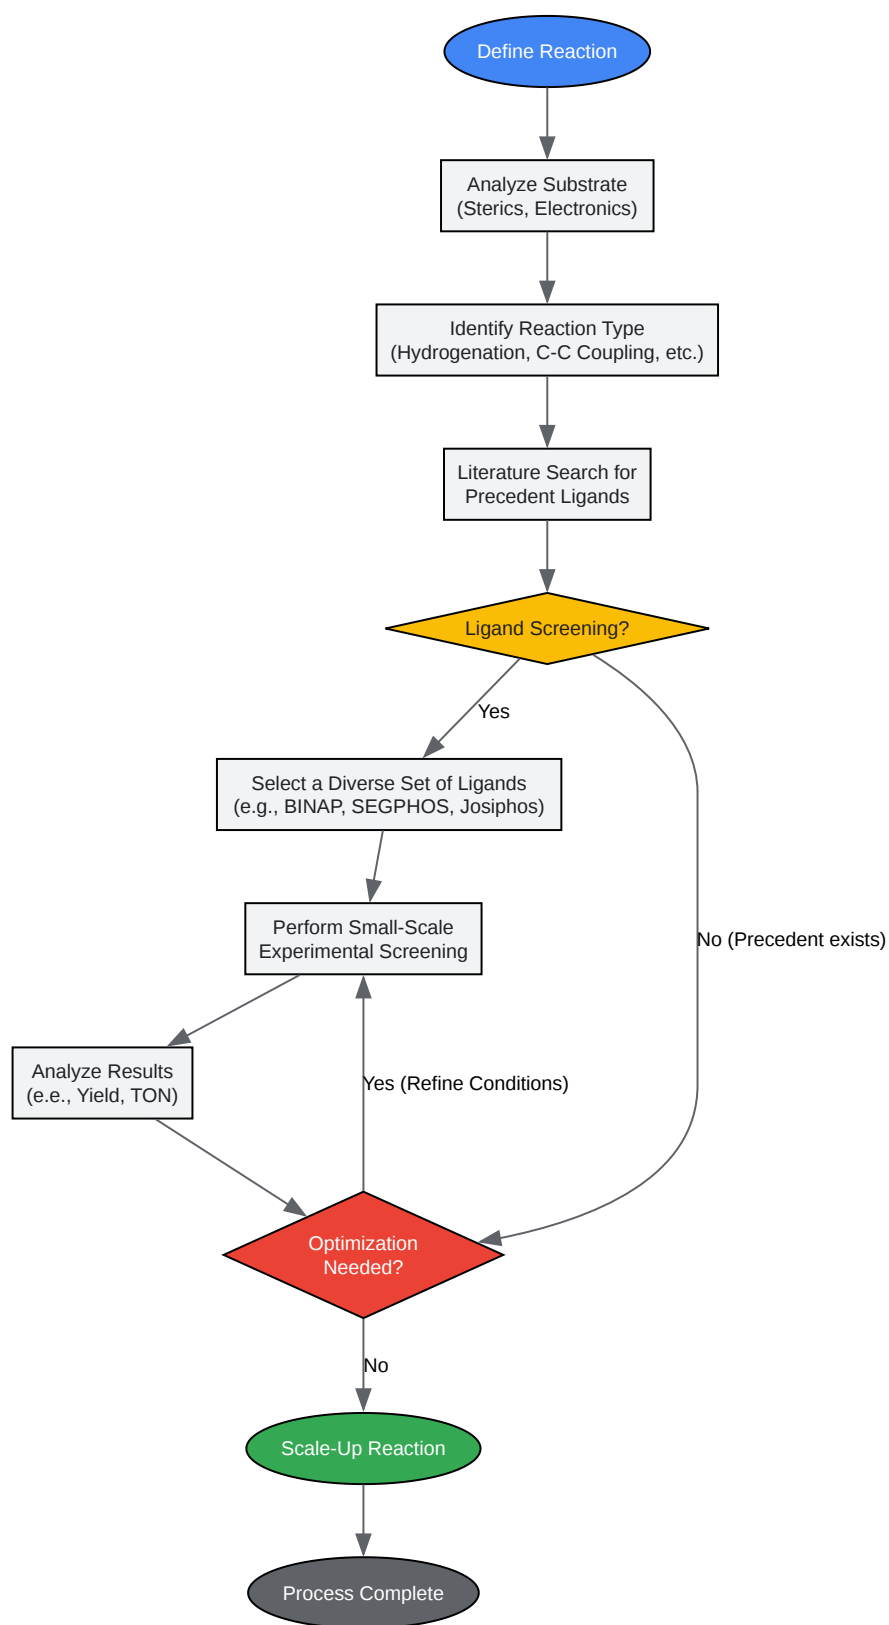 Define Reaction
Analyze Substrate
(Sterics, Electronics)
Identify Reaction Type
(Hydrogenation, C-C Coupling, etc.)
Literature Search for
Precedent Ligands
Ligand Screening?
Yes
Select a Diverse Set of Ligands
(e.g., BINAP, SEGPHOS, Josiphos)
Perform Small-Scale
Experimental Screening
No (Precedent exists)
Analyze Results
(e.e., Yield, TON)
Yes (Refine Conditions)
Optimization
Needed?
No
Scale-Up Reaction
Process Complete